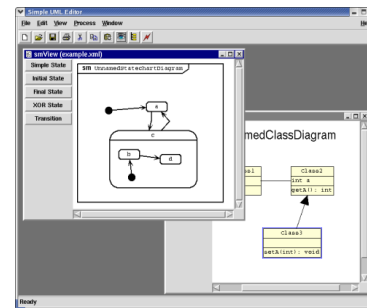 Simple UML Editor
File Edit View Process Window
smView (example.xml)
Simple State
Initial State
Final State
XOR State
Transition
sm UnnamedStatechartDiagram
a
c
b
d
medClassDiagram
Class2
int a
getA(): int
Class3
setA(int): void
Ready